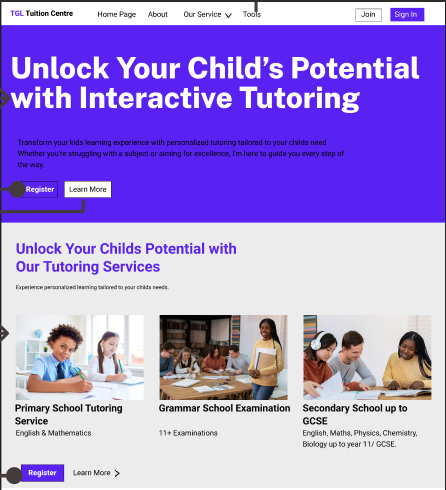 TGL Tuition Centre Home Page About Our Service Tools Join Sign In
Unlock Your Child's Potential
with Interactive Tutoring
Transform your kids learning experience with personalized tutoring tailored to your childs need
Whether you're struggling with a subject or aiming for excellence, I'm here to guide you every step of
the way.
Register Learn More
Unlock Your Childs Potential with
Our Tutoring Services
Experience personalized learning tailored to your childs needs.
Primary School Tutoring
Service
English & Mathematics
Grammar School Examination
11+ Examinations
Secondary School up to
GCSE
English, Maths, Physics, Chemistry,
Biology up to year 11/ GCSE.
Register Learn More